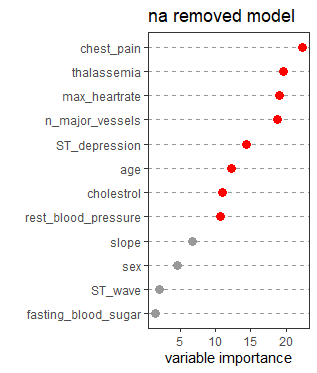 na removed model
chest_pain
thalassemia
max_heartrate
n_major_vessels
ST_depression
age
cholestrol
rest_blood_pressure
slope
sex
ST_wave
fasting_blood_sugar
5 10 15 20
variable importance